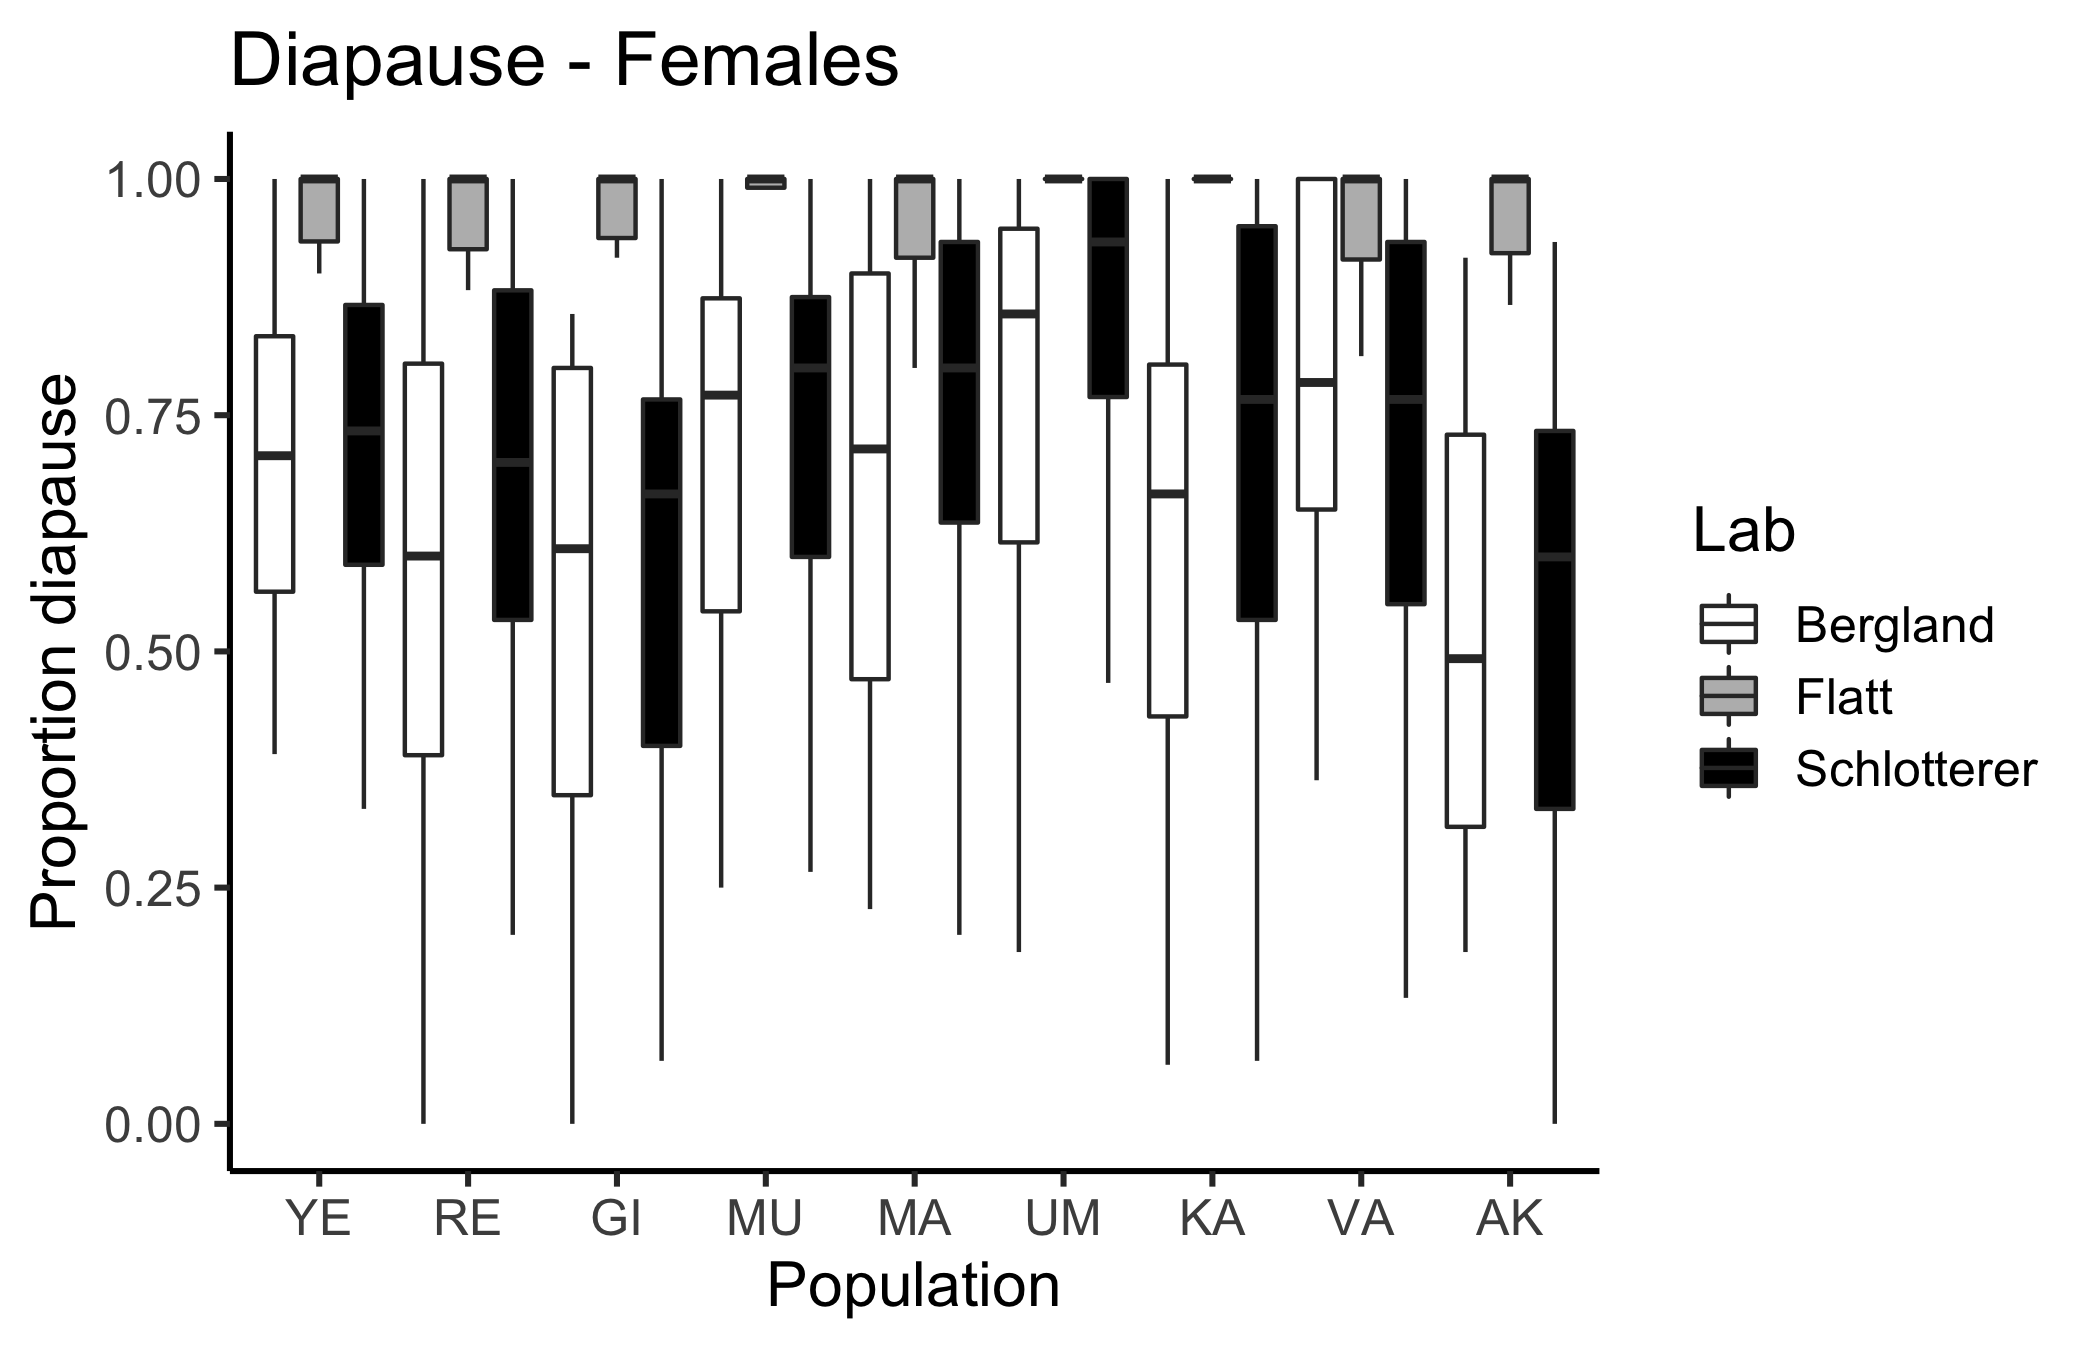 Diapause - Females
Proportion diapause
1.00
0.75
0.50
0.25
0.00
YE RE GI MU MA UM KA VA AK
Population
Lab
Bergland
Flatt
Schlotterer